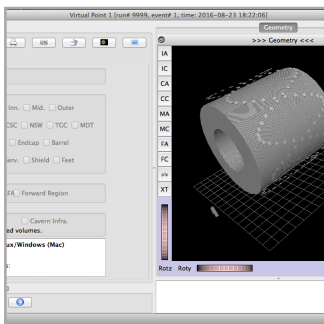 Virtual Point 1 [run# 9999, event# 1, time: 2016-08-23 18:22:06]
Geometry
>>> Geometry <<<
IA
IC
CA
CC
MA
MC
FA
FC
XT
Inn. Mid. Outer
CSC NSW TGC MDT
Endcap Barrel
Serv. Shield Feet
FA Forward Region
Cavern Infra.
ed volumes.
ux/Windows (Mac)
s:
Rotz Roty